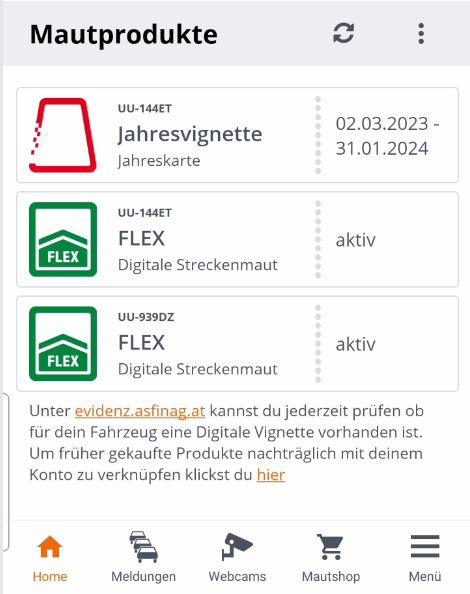 Mautprodukte
UU-144ET
Jahresvignette
Jahreskarte
02.03.2023 -
31.01.2024
FLEX
UU-144ET
FLEX
Digitale Streckenmaut
aktiv
FLEX
UU-939DZ
FLEX
Digitale Streckenmaut
aktiv
Unter evidenz.asfinag.at kannst du jederzeit prüfen ob
für dein Fahrzeug eine Digitale Vignette vorhanden ist.
Um früher gekaufte Produkte nachträglich mit deinem
Konto zu verknüpfen klickst du hier
Home Meldungen Webcams Mautshop Menü